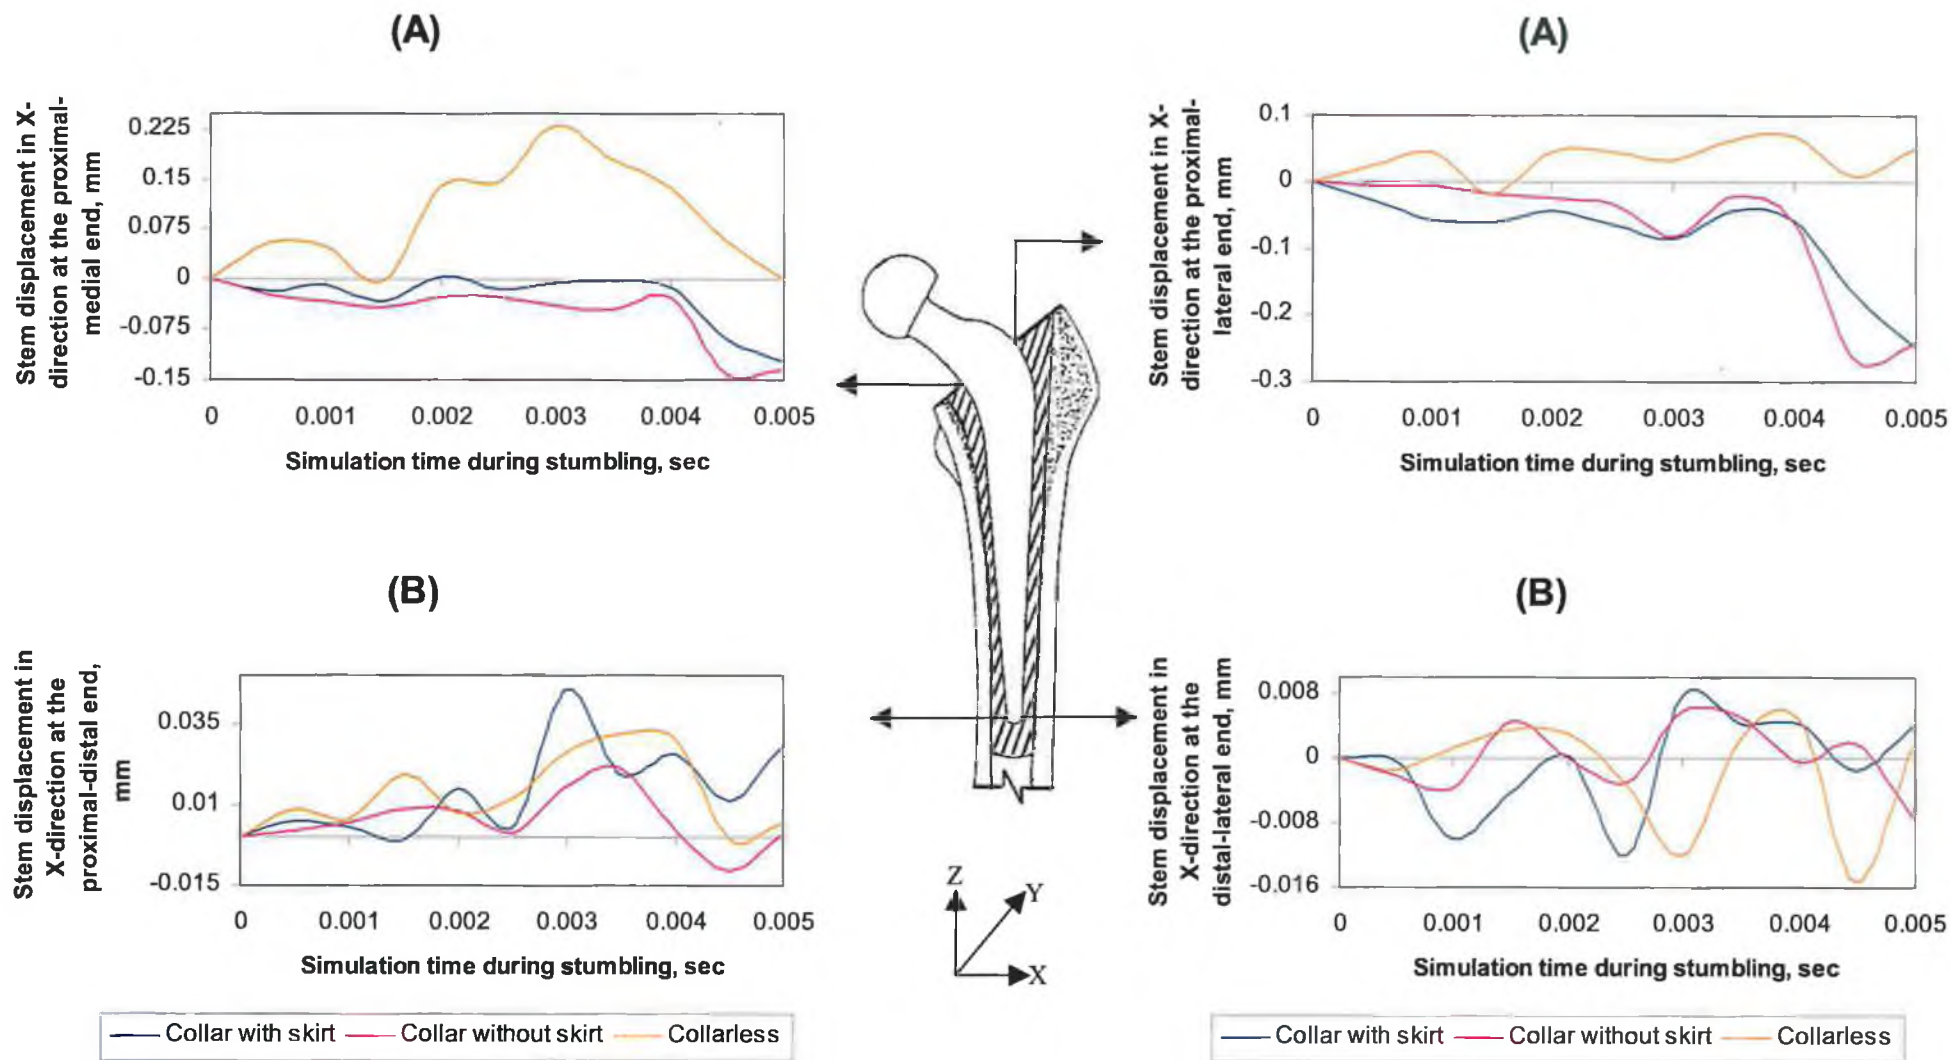 (A)
Stem displacement in X-
direction at the proximal-
medial end, mm
0.225
0.15
0.075
0
-0.075
-0.15
0 0.001 0.002 0.003 0.004 0.005
Simulation time during stumbling, sec
(B)
Stem displacement in
X-direction at the
proximal-distal end,
mm
0.035
0.01
-0.015
0 0.001 0.002 0.003 0.004 0.005
Simulation time during stumbling, sec
Collar with skirt Collar without skirt Collarless
Z
Y
X
(A)
Stem displacement in X-
direction at the proximal-
lateral end, mm
0.1
0
-0.1
-0.2
-0.3
0 0.001 0.002 0.003 0.004 0.005
Simulation time during stumbling, sec
(B)
Stem displacement in
X-direction at the
distal-lateral end, mm
0.008
0
-0.008
-0.016
0 0.001 0.002 0.003 0.004 0.005
Simulation time during stumbling, sec
Collar with skirt Collar without skirt Collarless